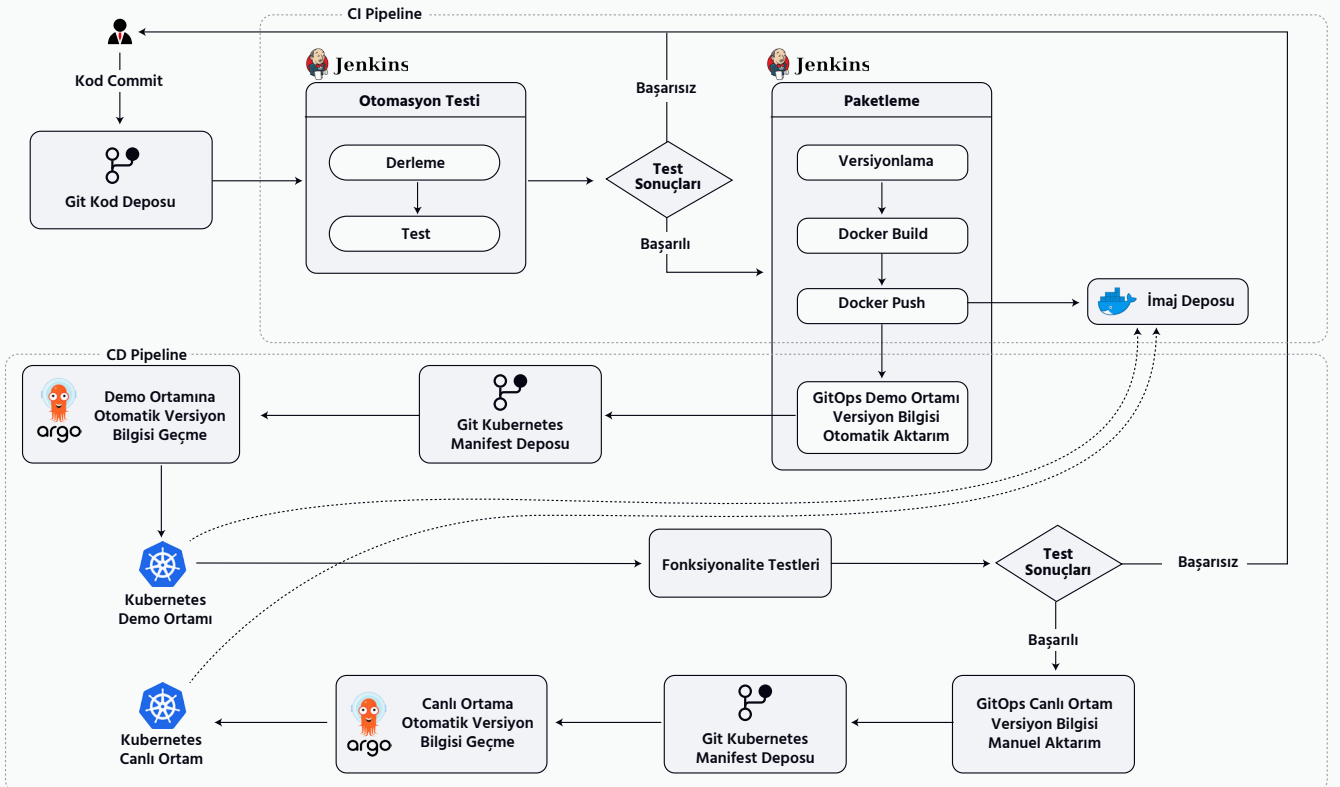 CI Pipeline
Kod Commit
Git Kod Deposu
Jenkins
Otomasyon Testi
Derleme
Test
Başarısız
Test
Sonuçları
Başarılı
Jenkins
Paketleme
Versiyonlama
Docker Build
Docker Push
İmaj Deposu
CD Pipeline
GitOps Demo Ortamı
Versiyon Bilgisi
Otomatik Aktarım
Git Kubernetes
Manifest Deposu
argo
Demo Ortamına
Otomatik Versiyon
Bilgisi Geçme
Kubernetes
Demo Ortamı
Fonksiyonalite Testleri
Test
Sonuçları
Başarısız
Başarılı
GitOps Canlı Ortam
Versiyon Bilgisi
Manuel Aktarım
Git Kubernetes
Manifest Deposu
argo
Canlı Ortama
Otomatik Versiyon
Bilgisi Geçme
Kubernetes
Canlı Ortam